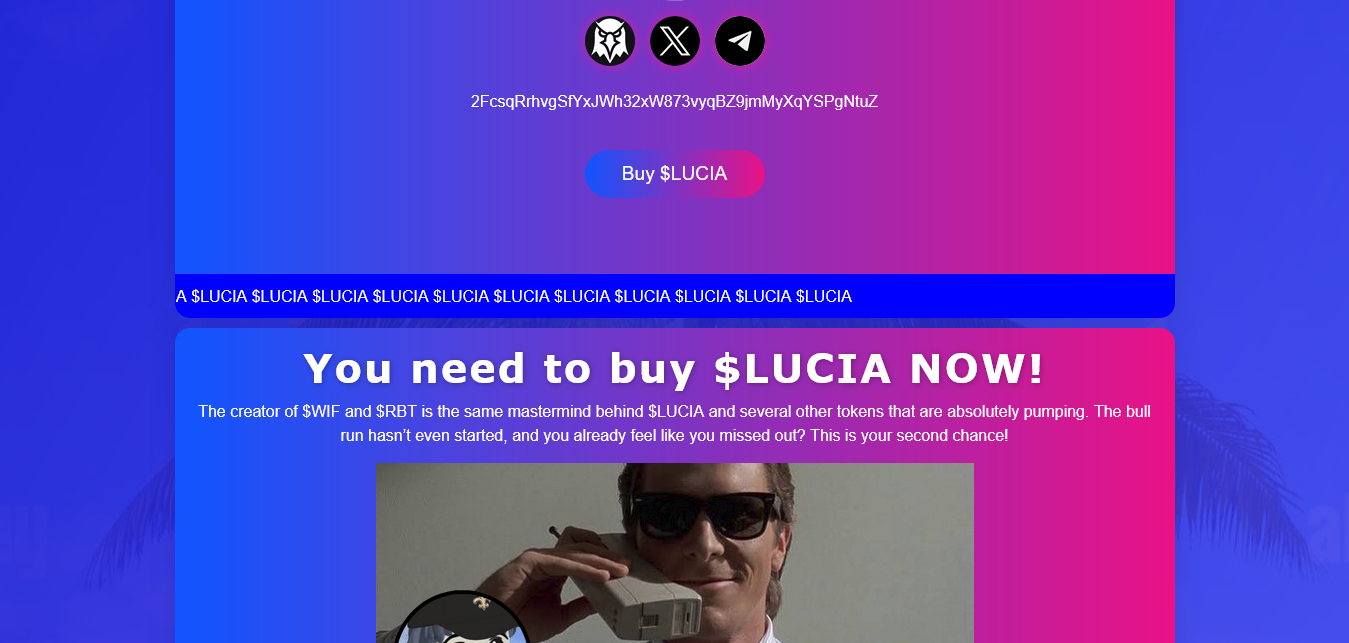 2FcsqRrhvgSfYxJWh32xW873vyqBZ9jmMyXqYSPgNtuZ
Buy $LUCIA
A $LUCIA $LUCIA $LUCIA $LUCIA $LUCIA $LUCIA $LUCIA $LUCIA $LUCIA $LUCIA $LUCIA
You need to buy $LUCIA NOW!
The creator of $WIF and $RBT is the same mastermind behind $LUCIA and several other tokens that are absolutely pumping. The bull
run hasn’t even started, and you already feel like you missed out? This is your second chance!